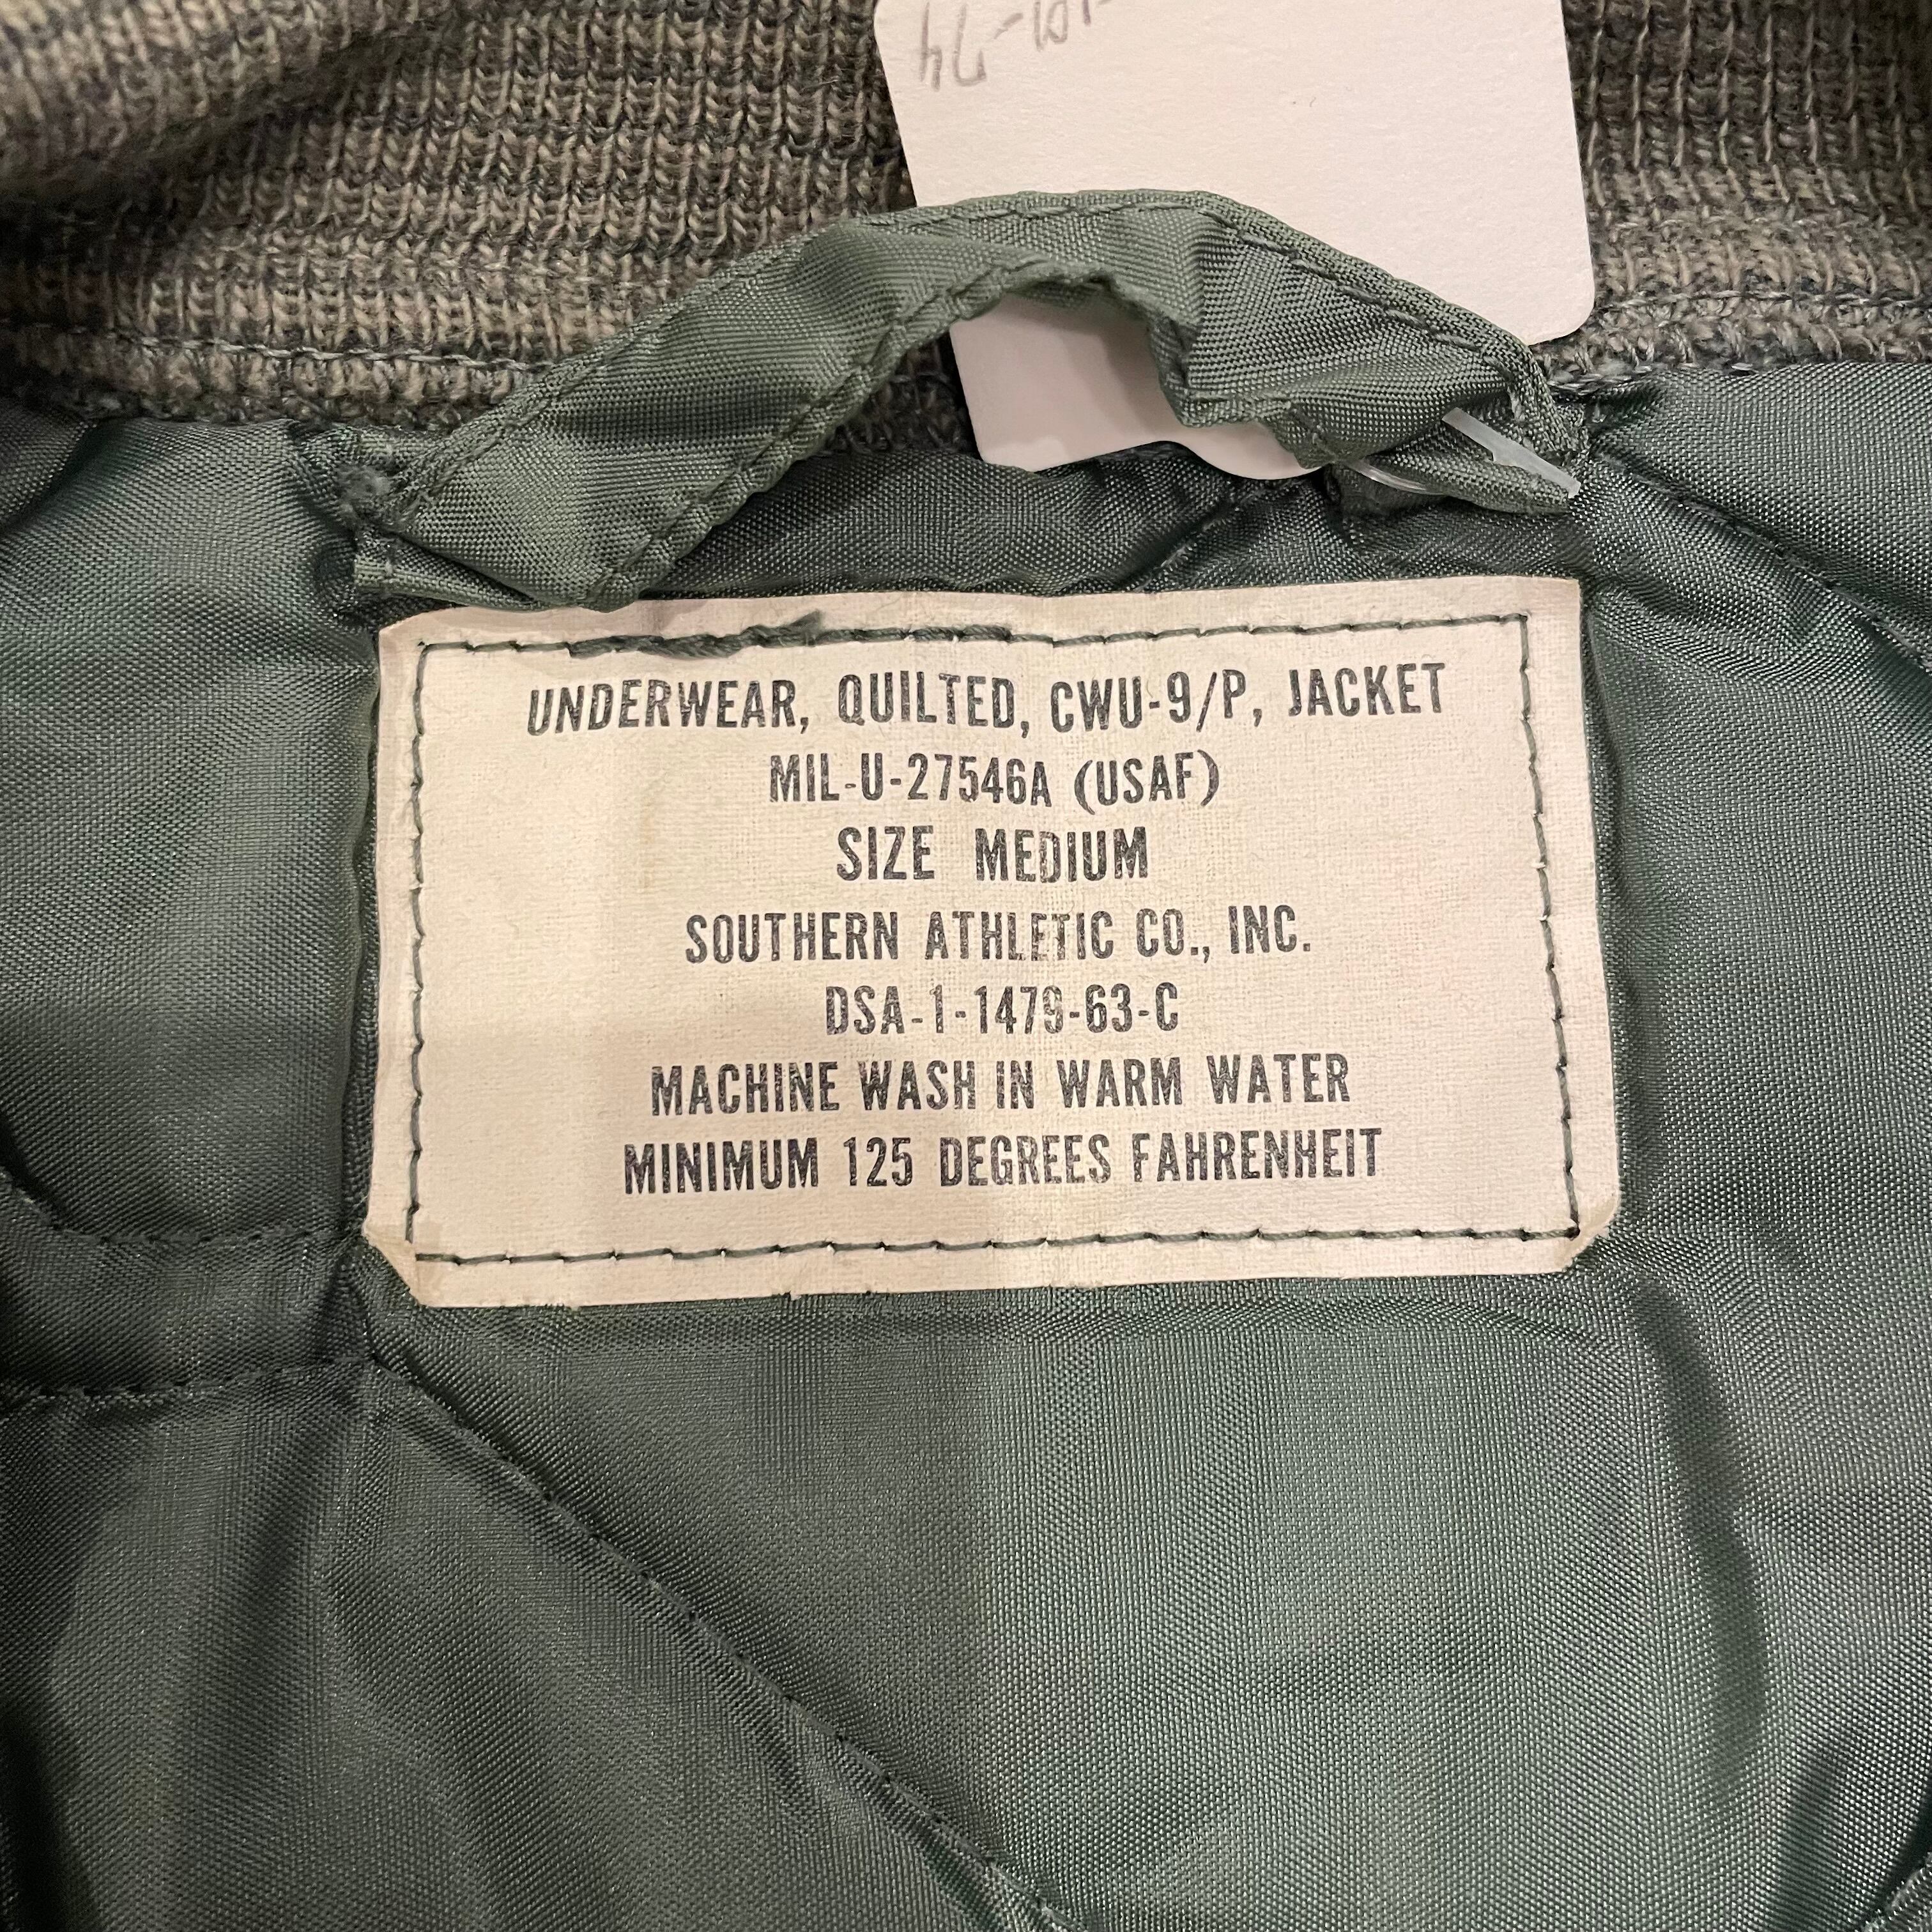 UNDERWEAR, QUILTED, CWU-9/P, JACKET
MIL-U-27546A (USAF)
SIZE MEDIUM
SOUTHERN ATHLETIC CO., INC.
DSA-1-1479-63-C
MACHINE WASH IN WARM WATER
MINIMUM 125 DEGREES FAHRENHEIT